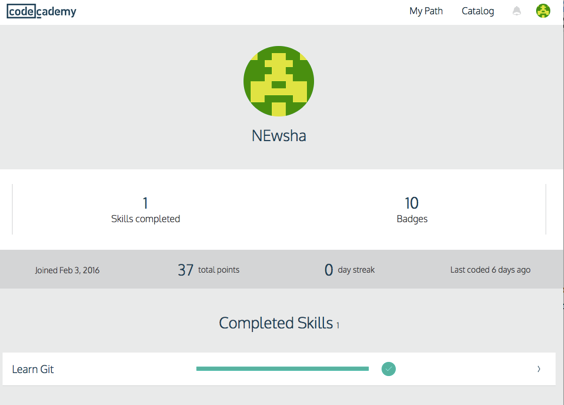 codecademy
My Path Catalog
NEwsha
1 10
Skills completed Badges
Joined Feb 3, 2016 37 total points 0 day streak Last coded 6 days ago
Completed Skills 1
Learn Git